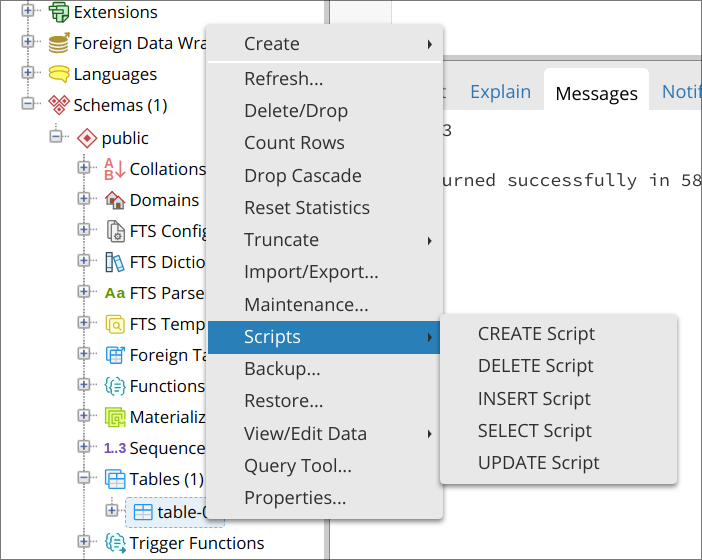 Extensions
Foreign Data Wra
Languages
Schemas (1)
public
Collations
Domains
FTS Config
FTS Dictio
FTS Parse
FTS Temp
Foreign Ta
Functions
Materializ
1..3 Sequence
Tables (1)
table-0
Trigger Functions
Create
Refresh...
Delete/Drop
Count Rows
Drop Cascade
Reset Statistics
Truncate
Import/Export...
Maintenance...
Scripts
Backup...
Restore...
View/Edit Data
Query Tool...
Properties...
CREATE Script
DELETE Script
INSERT Script
SELECT Script
UPDATE Script
Explain Messages Notif
3
urned successfully in 58
A
B
Aa